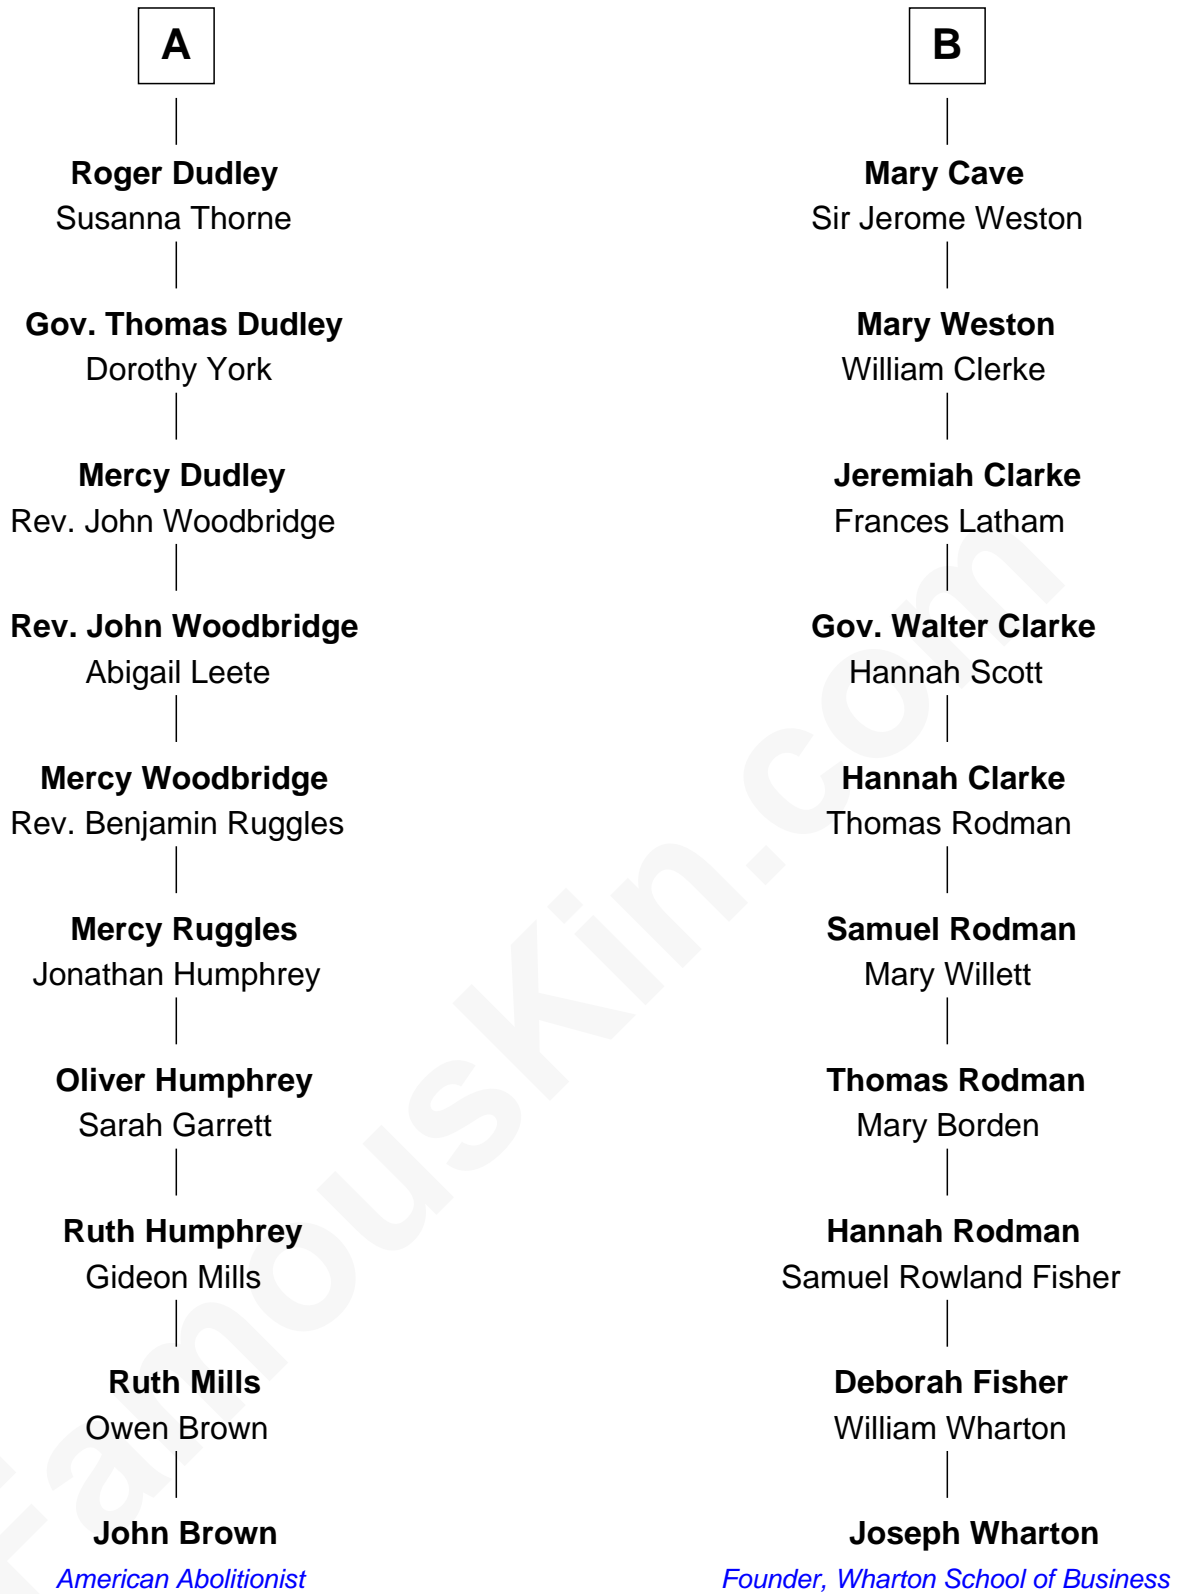 A
Roger Dudley
Susanna Thorne
Gov. Thomas Dudley
Dorothy York
Mercy Dudley
Rev. John Woodbridge
Rev. John Woodbridge
Abigail Leete
Mercy Woodbridge
Rev. Benjamin Ruggles
Mercy Ruggles
Jonathan Humphrey
Oliver Humphrey
Sarah Garrett
Ruth Humphrey
Gideon Mills
Ruth Mills
Owen Brown
John Brown
American Abolitionist
B
Mary Cave
Sir Jerome Weston
Mary Weston
William Clerke
Jeremiah Clarke
Frances Latham
Gov. Walter Clarke
Hannah Scott
Hannah Clarke
Thomas Rodman
Samuel Rodman
Mary Willett
Thomas Rodman
Mary Borden
Hannah Rodman
Samuel Rowland Fisher
Deborah Fisher
William Wharton
Joseph Wharton
Founder, Wharton School of Business
FamousKin.com